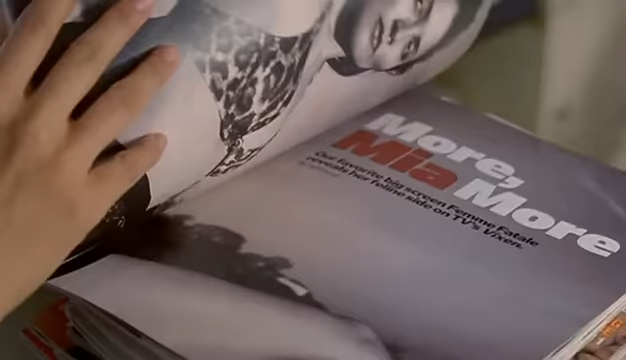 More,
Mia More
Our favorite big screen Femme Fatale
reveals her feline side on TV's Vixen.